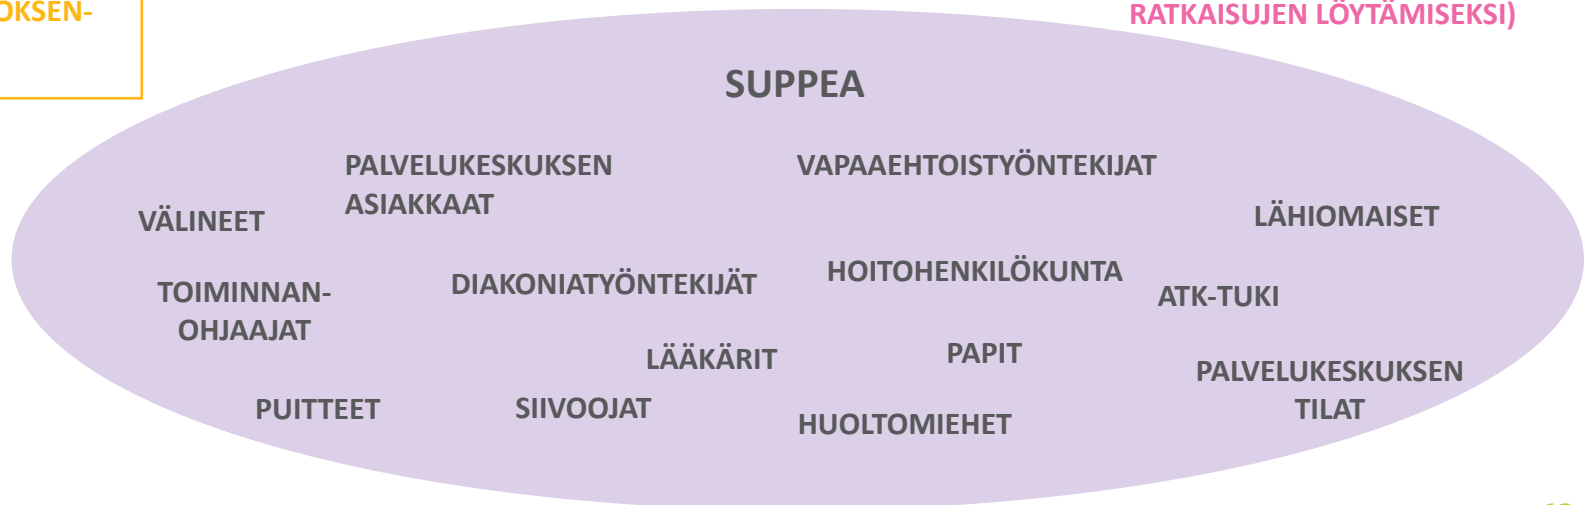 OKSEN-
RATKAISUJEN LÖYTÄMISEKSI)
SUPPEA
PALVELUKESKUKSEN
ASIAKKAAT
VAPAAEHTOISTYÖNTEKIJAT
VÄLINEET
LÄHIOMAISET
TOIMINNAN-
OHJAAJAT
DIAKONIATYÖNTEKIJÄT
HOITOHENKILÖKUNTA
ATK-TUKI
LÄÄKÄRIT
PAPIT
PALVELUKESKUKSEN
TILAT
PUITTEET
SIIVOOJAT
HUOLTOMIEHET